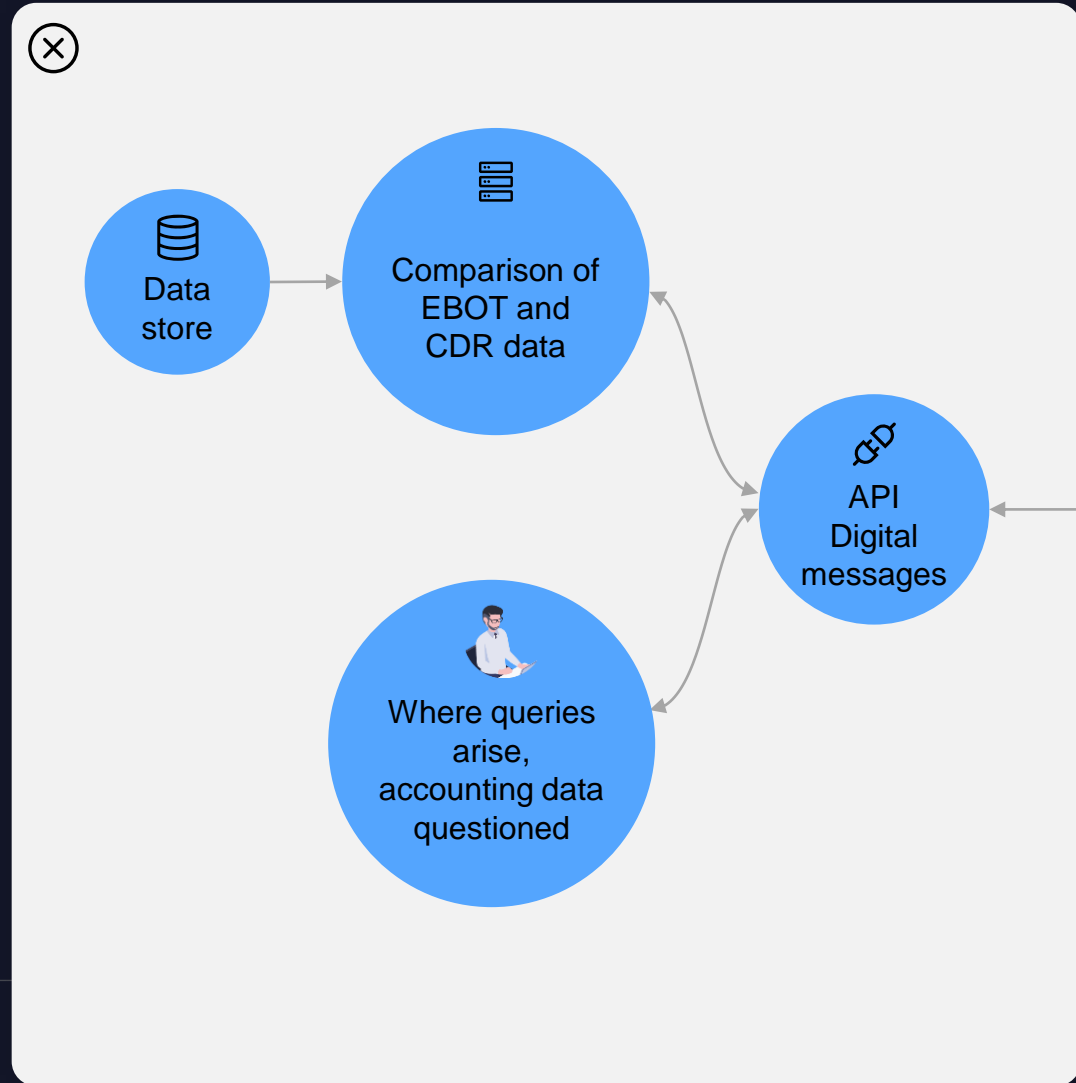 Data
store
Comparison of
EBOT and
CDR data
API
Digital
messages
Where queries
arise,
accounting data
questioned